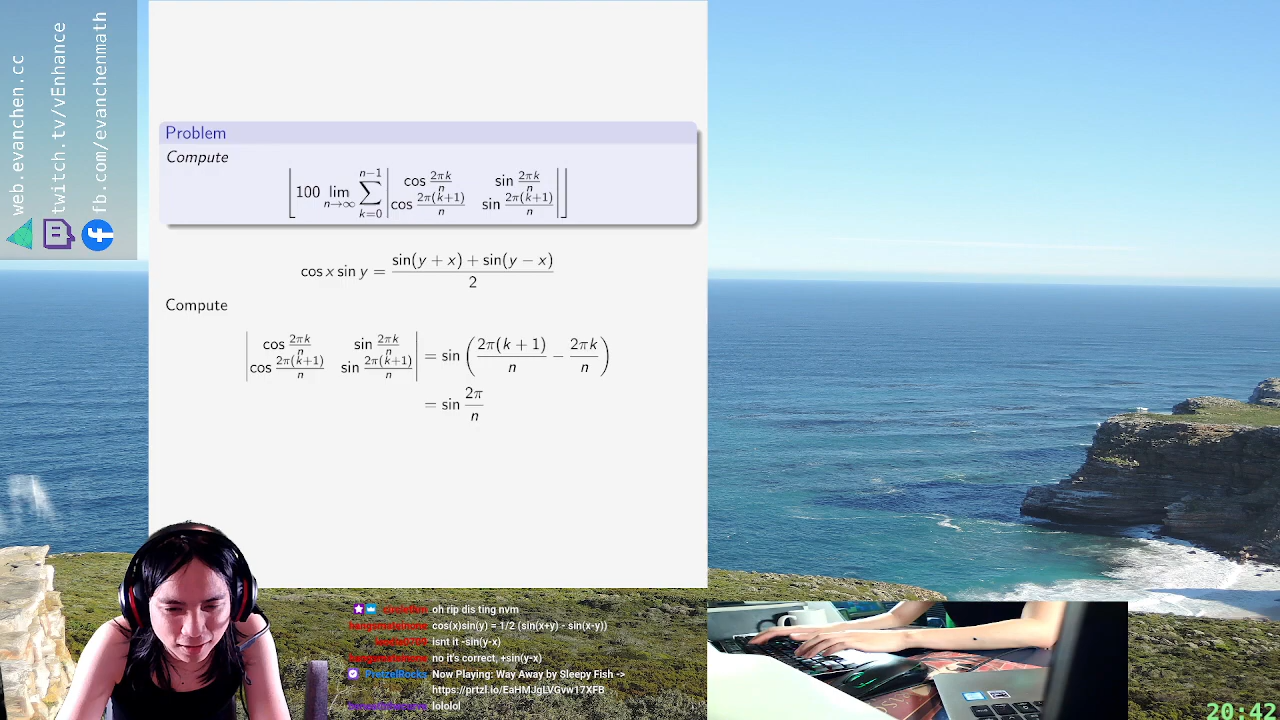 web.evanchen.cc
twitch.tv/vEnhance
fb.com/evanchenmath
Problem
Compute
⌊100 lim_{n→∞} ∑_{k=0}^{n−1} | cos 2πk/n sin 2πk/n ; cos 2π(k+1)/n sin 2π(k+1)/n |⌋
cos x sin y = (sin(y + x) + sin(y − x))/2
Compute
| cos 2πk/n sin 2πk/n ; cos 2π(k+1)/n sin 2π(k+1)/n | = sin (2π(k + 1)/n − 2πk/n)
= sin 2π/n
oh rip dis ting nvm
cos(x)sin(y) = 1/2 (sin(x+y) - sin(x-y))
isnt it -sin(y-x)
no it's correct, +sin(y-x)
PretzelRocks Now Playing: Way Away by Sleepy Fish ->
https://prtzl.io/EaHMJgLVGvw17XFB
lololol
20:42